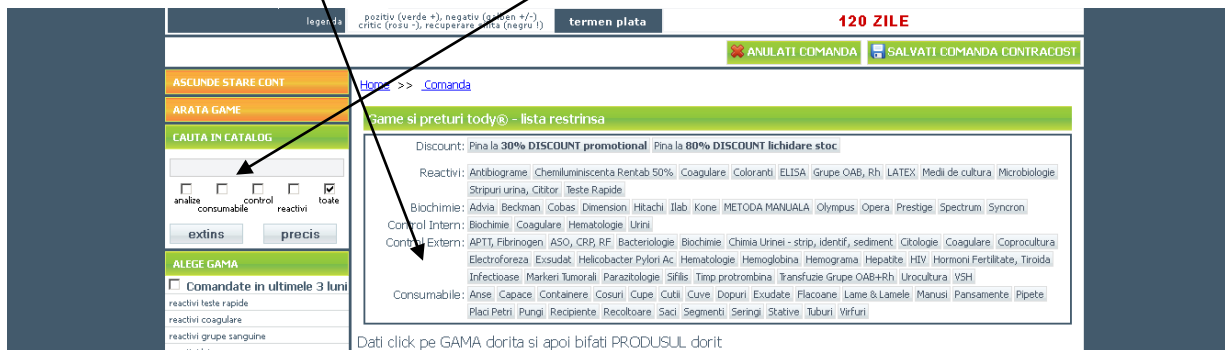 legenda
pozitiv (verde +), negativ (galben +/-)
critic (rosu -), recuperare sumta (negru !)
termen plata
120 ZILE
ANULATI COMANDA
SALVATI COMANDA CONTRACOST
ASCUNDE STARE CONT
ARATA GAME
CAUTA IN CATALOG
analize consumabile control reactivi toate
extins precis
ALEGE GAMA
Comandate in ultimele 3 luni
reactivi teste rapide
reactivi coagulare
reactivi grupe sanguine
Home >> Comanda
Game si preturi tody® - lista restrinsa
Discount: Pina la 30% DISCOUNT promotional Pina la 80% DISCOUNT lichidare stoc
Reactivi: Antibiograme Chemiluminiscenta Rentab 50% Coagulare Coloranti ELISA Grupe OAB, Rh LATEX Medii de cultura Microbiologie
Stripuri urina, Cititor Teste Rapide
Biochimie: Advia Beckman Cobas Dimension Hitachi Ilab Kone METODA MANUALA Olympus Opera Prestige Spectrum Syncron
Control Intern: Biochimie Coagulare Hematologie Urini
Control Extern: APTT, Fibrinogen ASO, CRP, RF Bacteriologie Biochimie Chimia Urinei - strip, identif, sediment Citologie Coagulare Coprocultura
Electroforeza Exsudat Helicobacter Pylori Ac Hematologie Hemoglobina Hemograma Hepatite HIV Hormoni Fertilitate, Tiroida
Infectioase Markeri Tumorali Parazitologie Sifilis Timp protrombina Transfuzie Grupe OAB+Rh Urocultura VSH
Consumabile: Anse Capace Containere Cosuri Cupe Cutii Cuve Dopuri Exudate Flacoane Lame & Lamele Manusi Pansamente Pipete
Placi Petri Pungi Recipiente Recoltoare Saci Segmenti Seringi Stative Tuburi Virfuri
Dati click pe GAMA dorita si apoi bifati PRODUSUL dorit